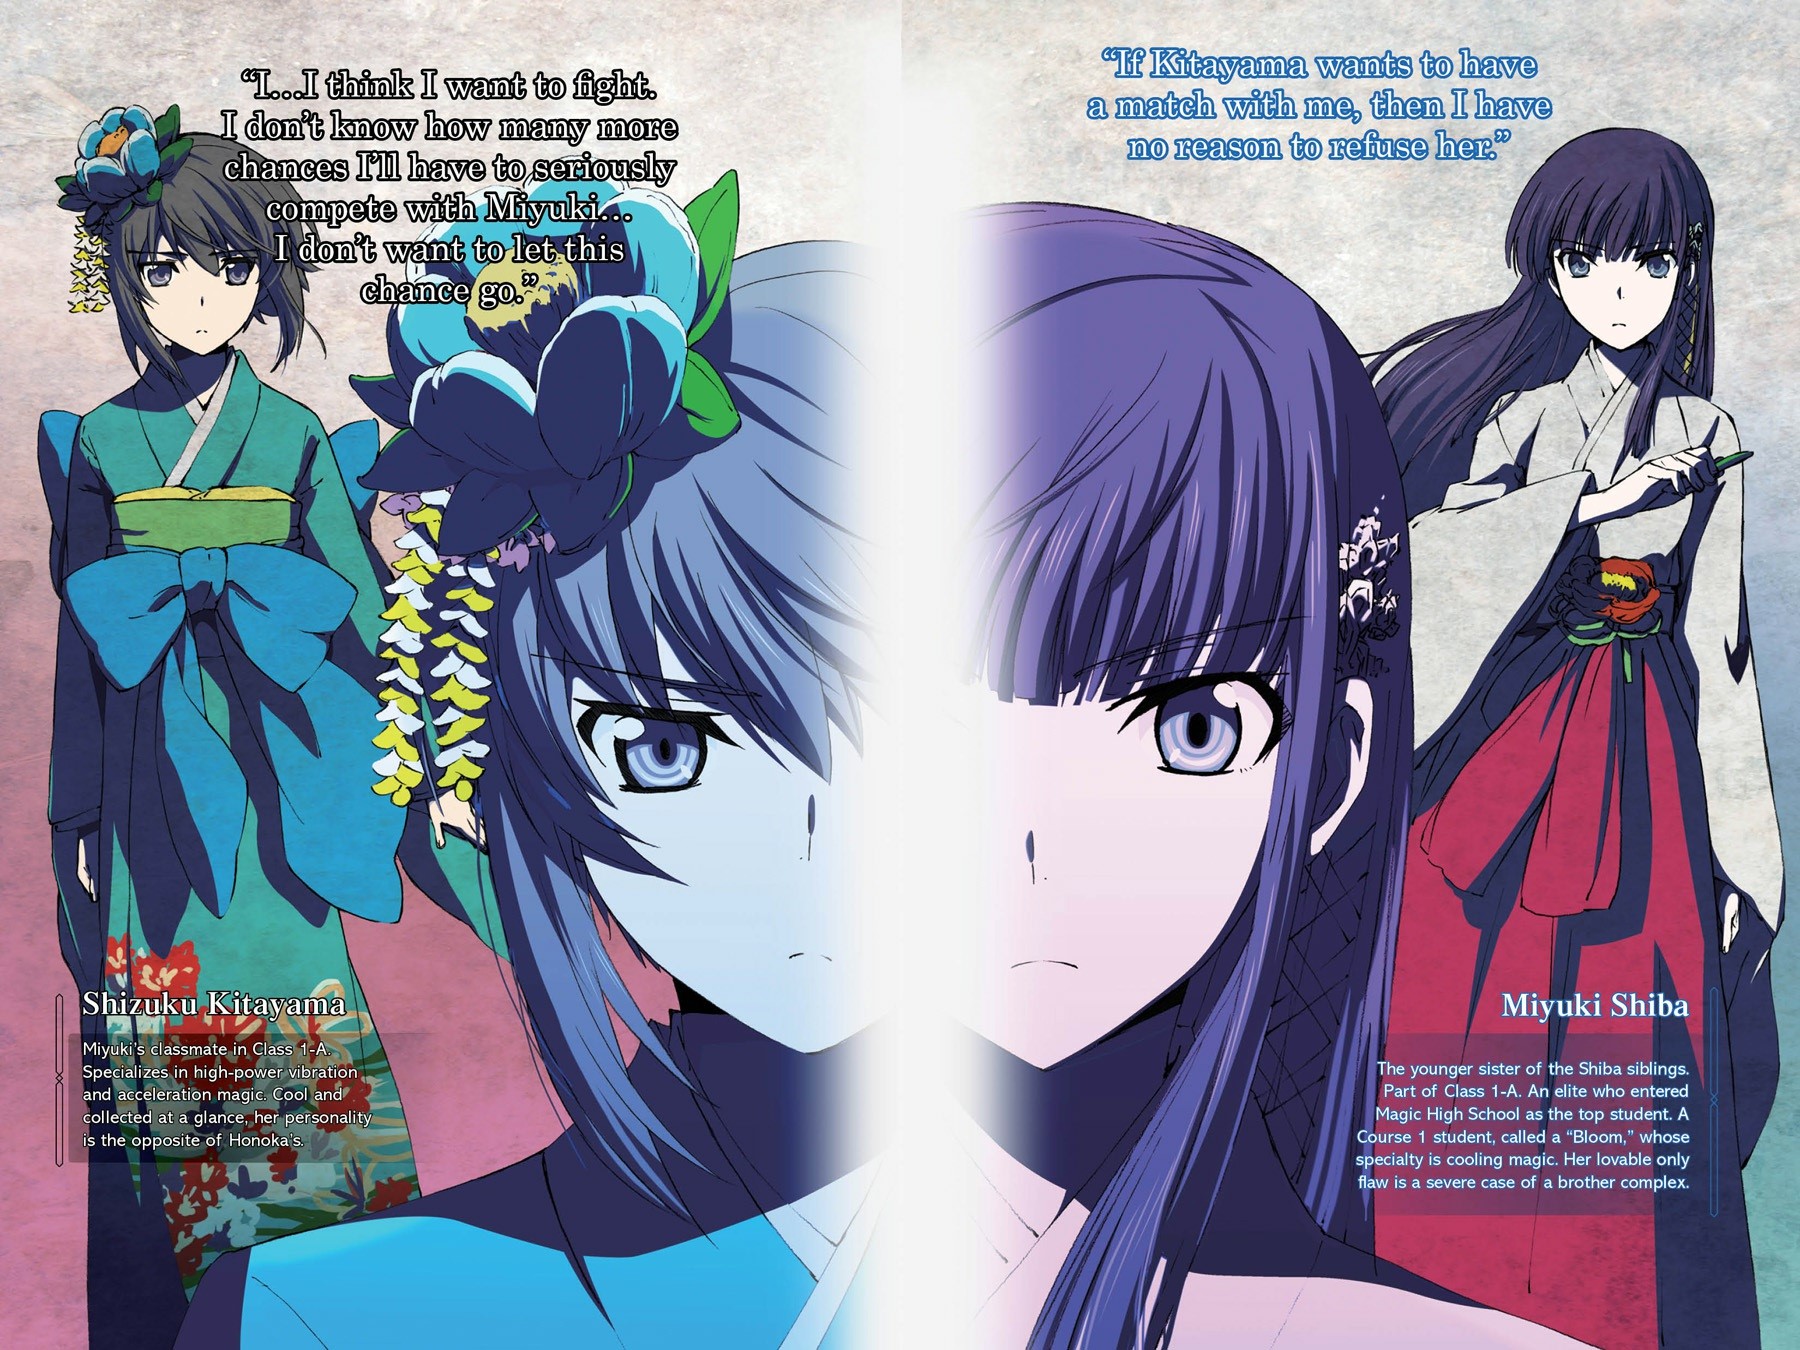 “I...I think I want to fight.
I don’t know how many more
chances I’ll have to seriously
compete with Miyuki...
I don’t want to let this
chance go.”
Shizuku Kitayama
Miyuki’s classmate in Class 1-A.
Specializes in high-power vibration
and acceleration magic. Cool and
collected at a glance, her personality
is the opposite of Honoka’s.
“If Kitayama wants to have
a match with me, then I have
no reason to refuse her.”
Miyuki Shiba
The younger sister of the Shiba siblings.
Part of Class 1-A. An elite who entered
Magic High School as the top student. A
Course 1 student, called a “Bloom,” whose
specialty is cooling magic. Her lovable only
flaw is a severe case of a brother complex.